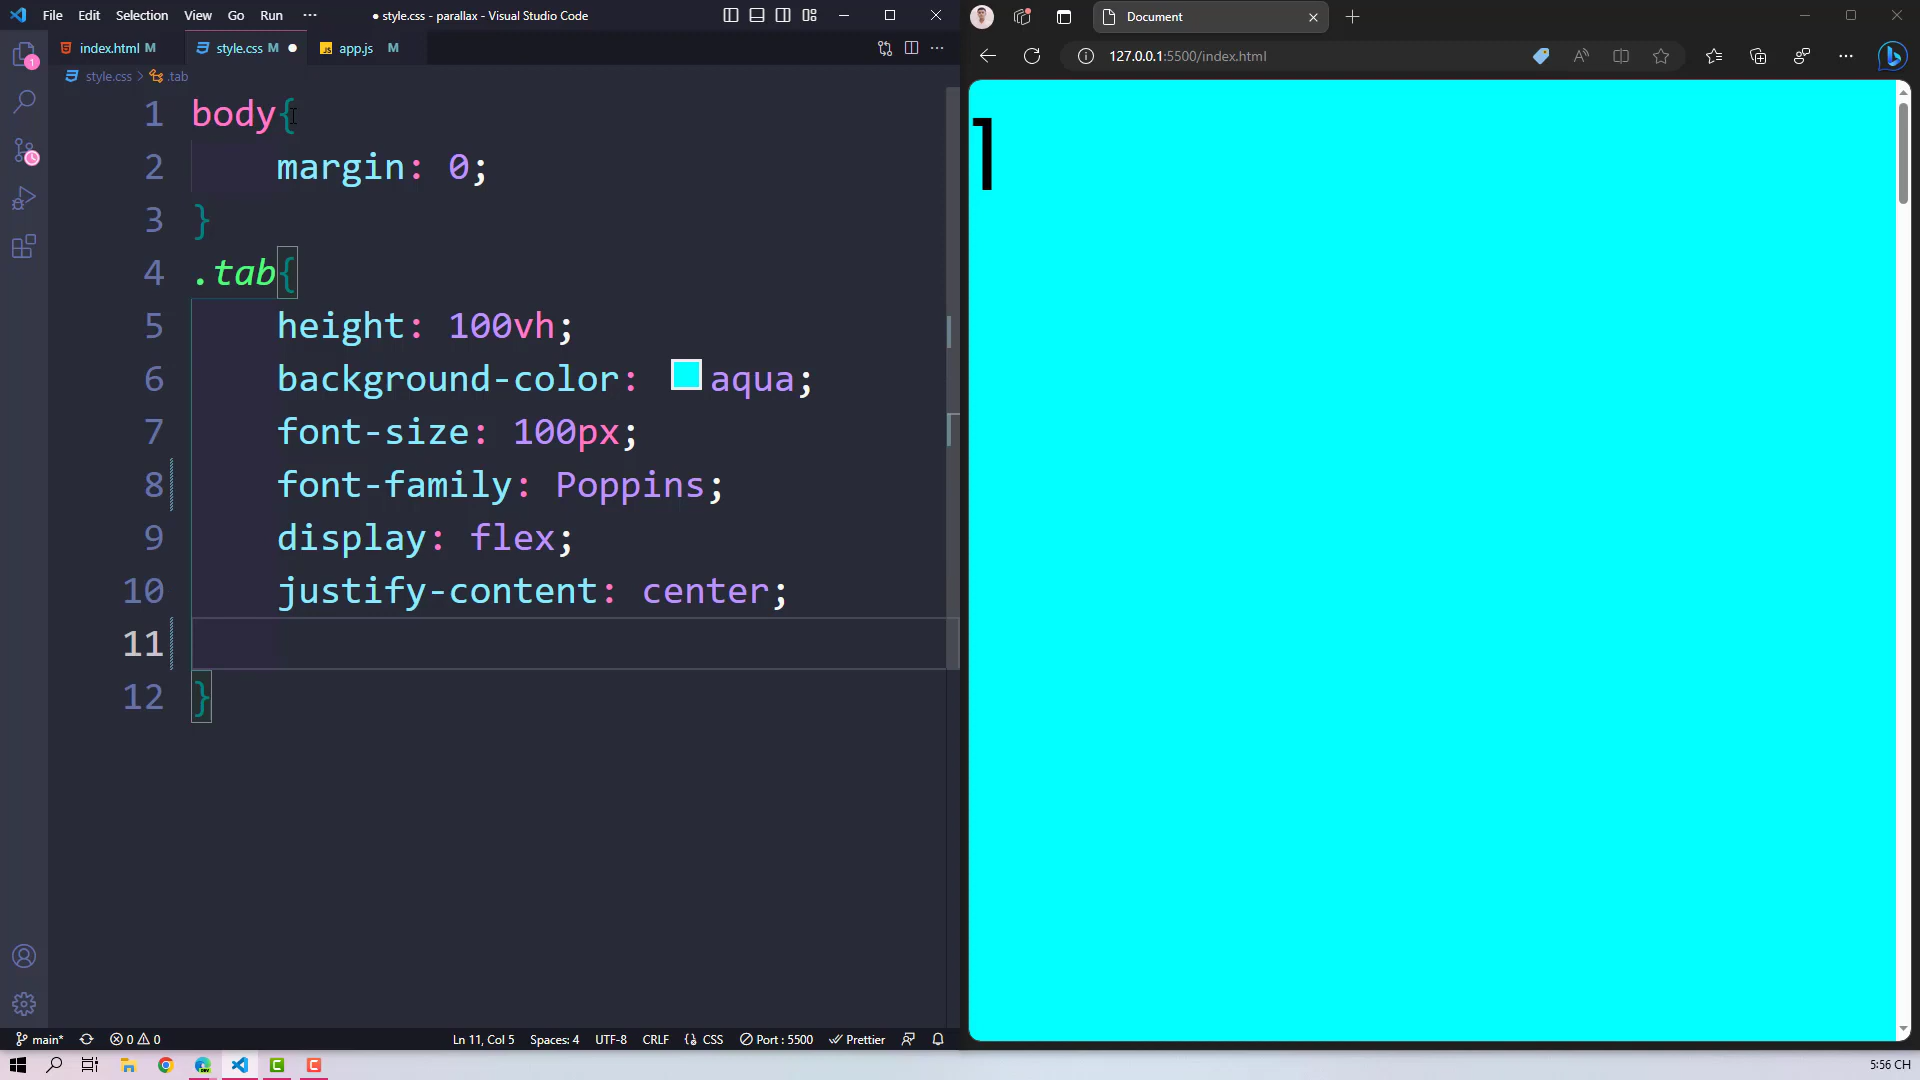 File Edit Selection View Go Run ··· ● style.css - parallax - Visual Studio Code
index.html M style.css M ● app.js M
style.css > .tab
1 body{
2 margin: 0;
3 }
4 .tab{
5 height: 100vh;
6 background-color: aqua;
7 font-size: 100px;
8 font-family: Poppins;
9 display: flex;
10 justify-content: center;
11
12 }
1
main* 0 0 Ln 11, Col 5 Spaces: 4 UTF-8 CRLF CSS Port : 5500 Prettier
Document
127.0.0.1:5500/index.html
1
5:56 CH